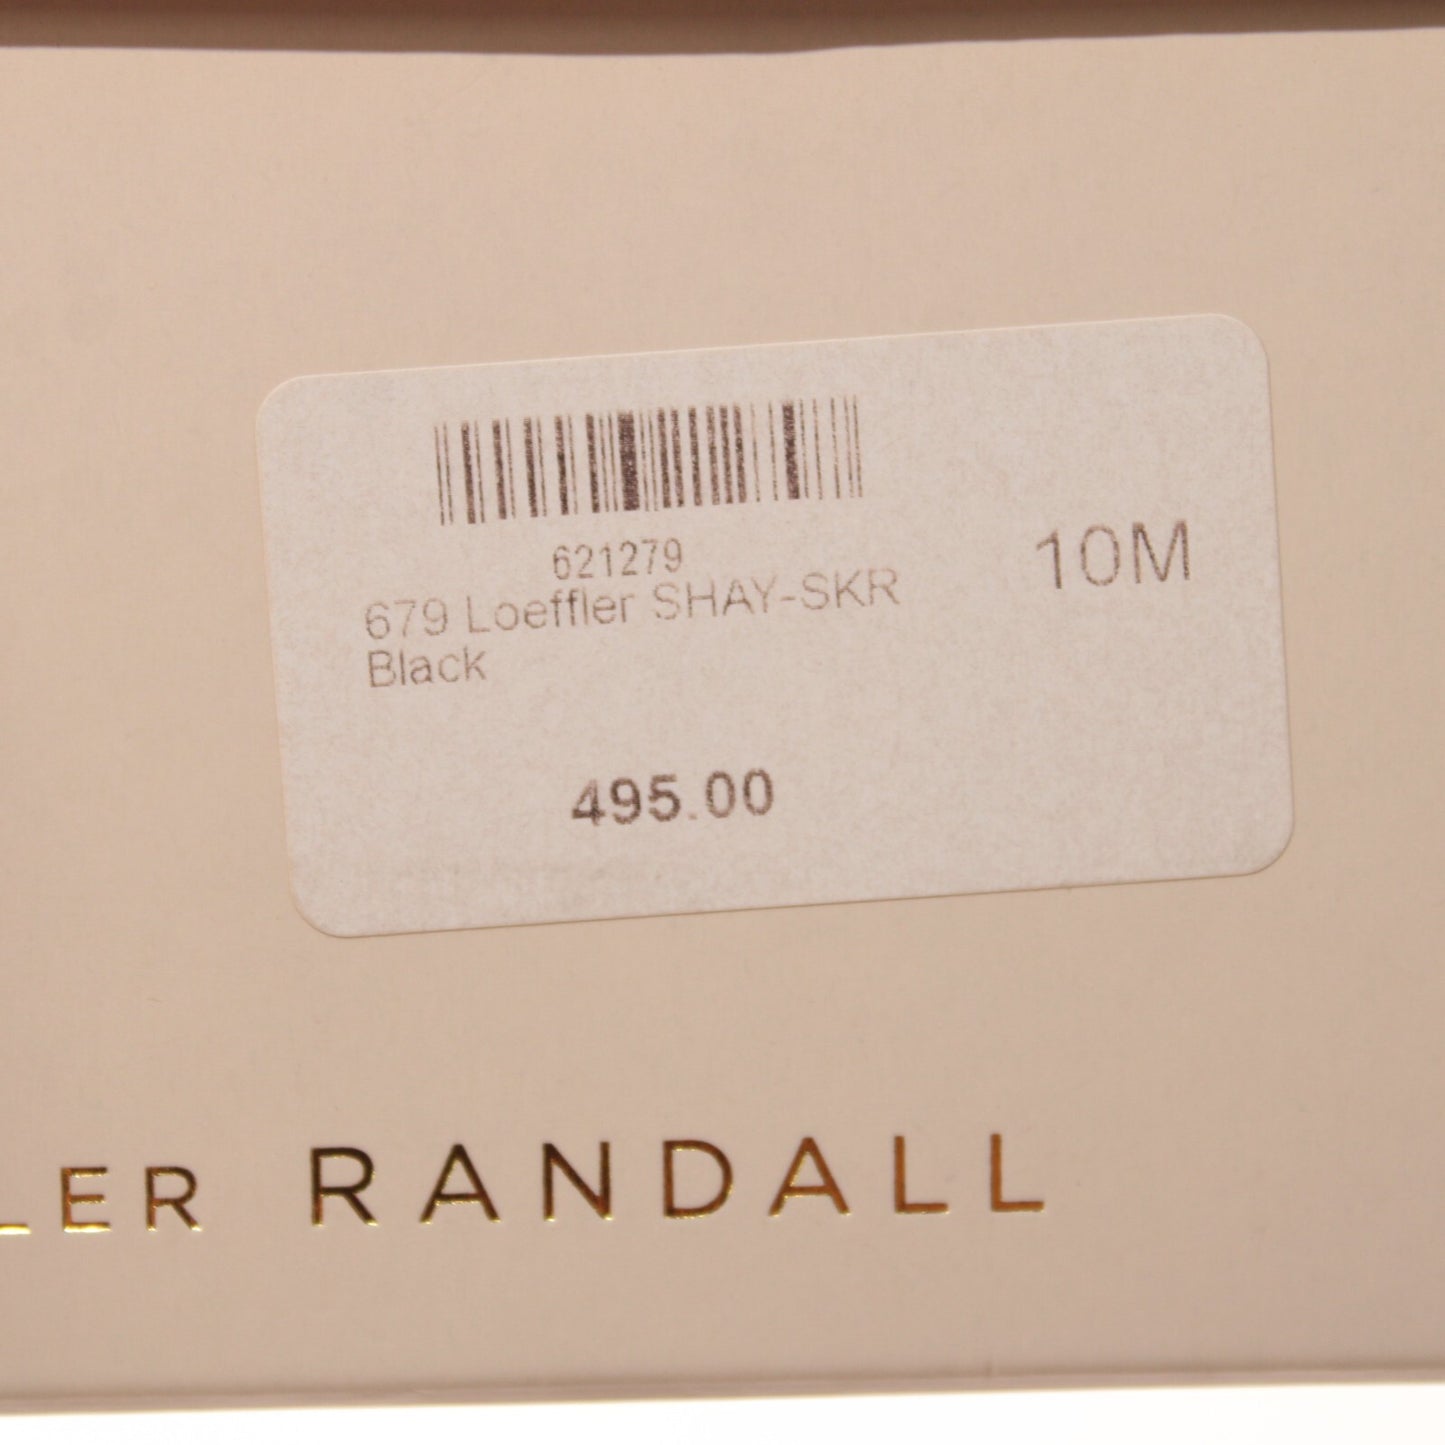 621279
679 Loeffler SHAY-SKR
Black
10M
495.00
LER RANDALL